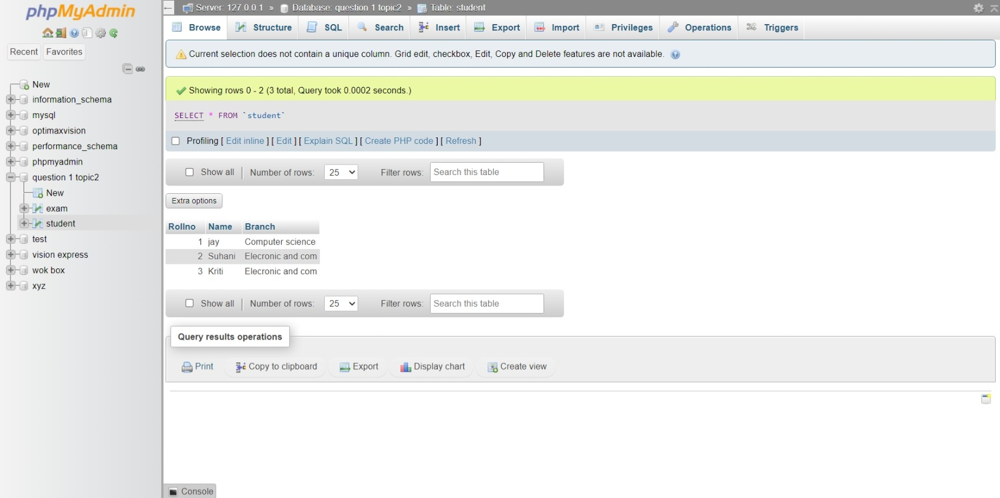 phpMyAdmin
Recent
Favorites
New
information_schema
mysql
optimaxvision
performance_schema
phpmyadmin
question 1 topic2
New
exam
student
test
vision express
wok box
xyz
Server: 127.0.0.1 » Database: question 1 topic2 » Table: student
Browse Structure SQL Search Insert Export Import Privileges Operations Triggers
Current selection does not contain a unique column. Grid edit, checkbox, Edit, Copy and Delete features are not available.
Showing rows 0 - 2 (3 total, Query took 0.0002 seconds.)
SELECT * FROM `student`
Profiling [ Edit inline ] [ Edit ] [ Explain SQL ] [ Create PHP code ] [ Refresh ]
Show all | Number of rows: 25 Filter rows: Search this table
Extra options
Rollno Name Branch
1 jay Computer science
2 Suhani Elecronic and com
3 Kriti Elecronic and com
Show all | Number of rows: 25 Filter rows: Search this table
Query results operations
Print Copy to clipboard Export Display chart Create view
Console